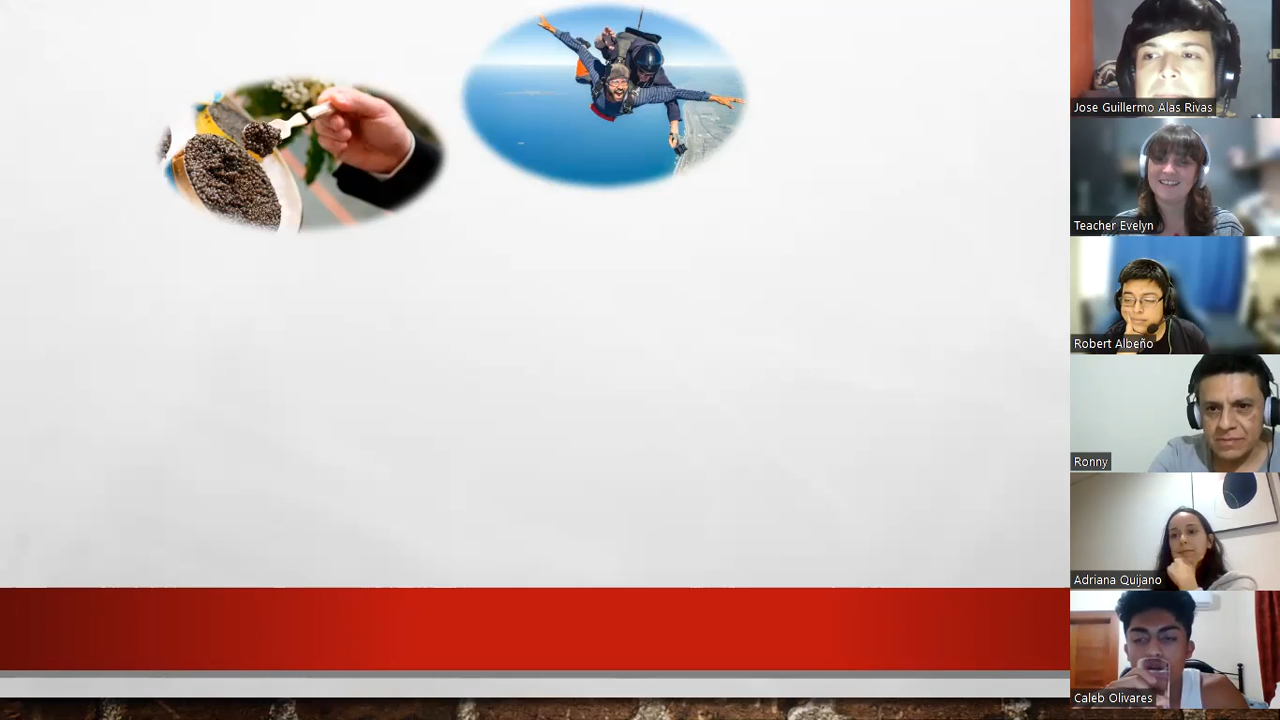 Jose Guillermo Alas Rivas
Teacher Evelyn
Robert Albeño
Ronny
Adriana Quijano
Caleb Olivares